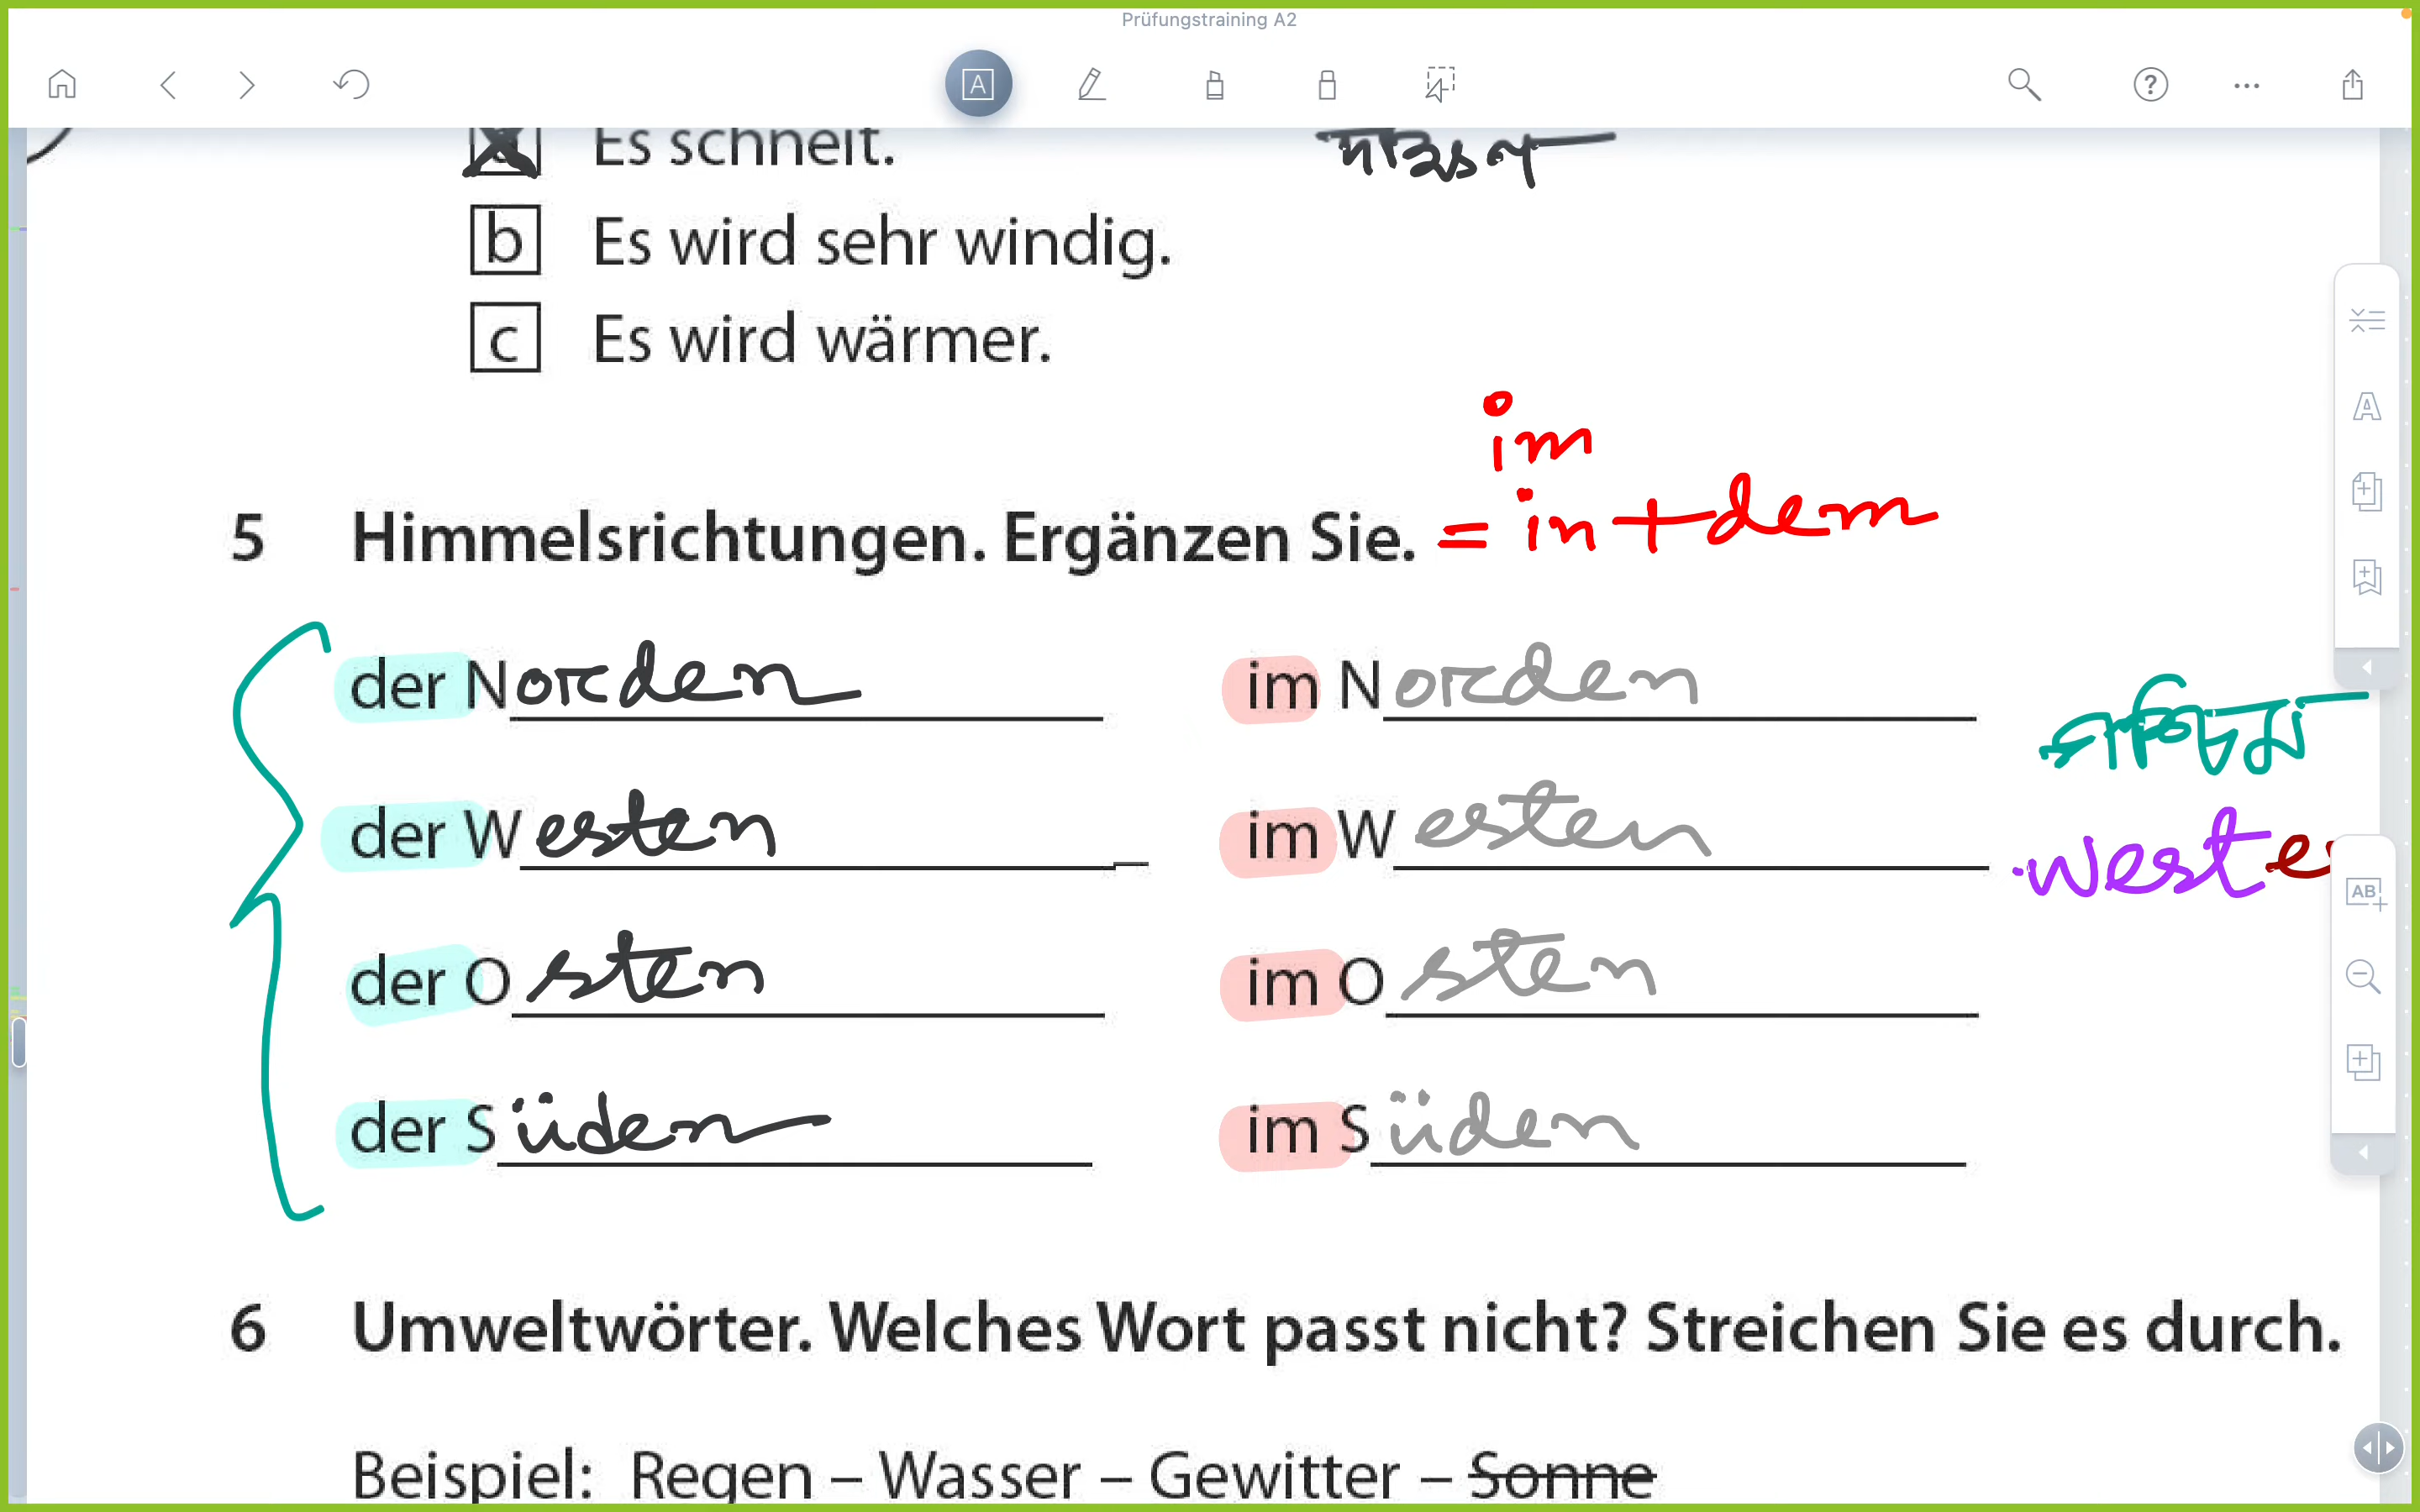 Prüfungstraining A2
a Es schneit.
b Es wird sehr windig.
c Es wird wärmer.
im
5 Himmelsrichtungen. Ergänzen Sie. = in + dem
der Norden im Norden
der Westen im Westen weste
der Osten im Osten
der Süden im Süden
6 Umweltwörter. Welches Wort passt nicht? Streichen Sie es durch.
Beispiel: Regen – Wasser – Gewitter – Sonne